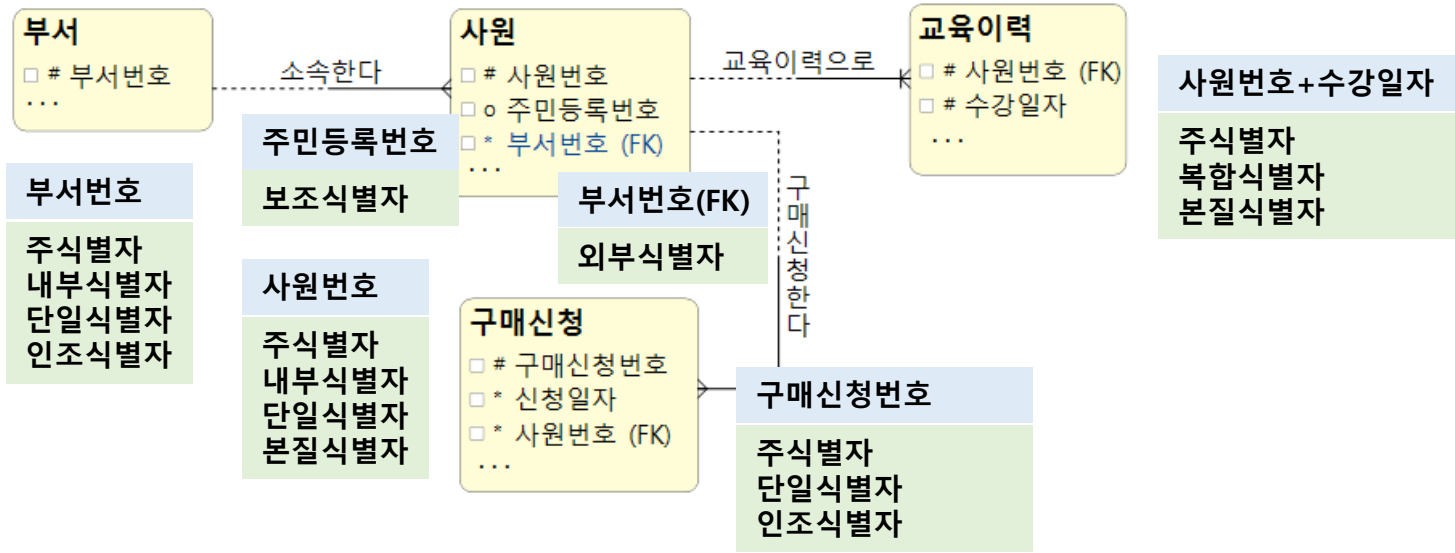 부서
# 부서번호
...
소속한다
사원
# 사원번호
o 주민등록번호
* 부서번호 (FK)
...
교육이력으로
교육이력
# 사원번호 (FK)
# 수강일자
...
사원번호+수강일자
주식별자
복합식별자
본질식별자
주민등록번호
보조식별자
부서번호
주식별자
내부식별자
단일식별자
인조식별자
부서번호(FK)
외부식별자
구매신청한다
사원번호
주식별자
내부식별자
단일식별자
본질식별자
구매신청
# 구매신청번호
* 신청일자
* 사원번호 (FK)
...
구매신청번호
주식별자
단일식별자
인조식별자